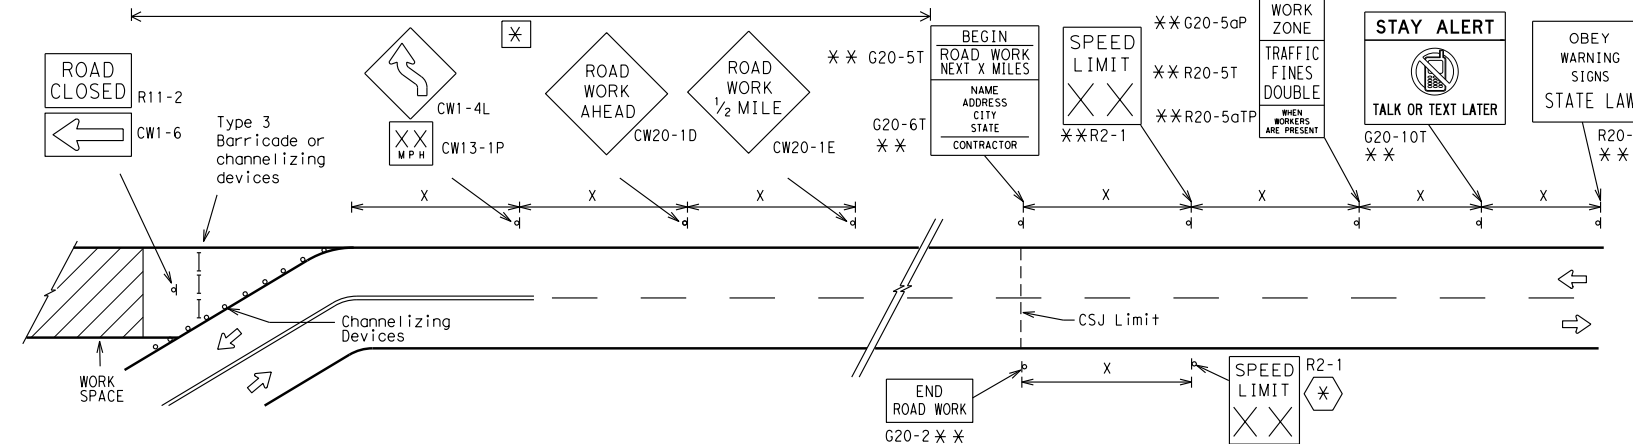 ROAD
CLOSED
R11-2
CW1-6
Type 3
Barricade or
channelizing
devices
*
CW1-4L
XX
MPH
CW13-1P
ROAD
WORK
AHEAD
CW20-1D
ROAD
WORK
1/2 MILE
CW20-1E
** G20-5T
G20-6T
**
BEGIN
ROAD WORK
NEXT X MILES
NAME
ADDRESS
CITY
STATE
CONTRACTOR
SPEED
LIMIT
XX
**R2-1
**G20-5aP
**R20-5T
**R20-5aTP
WORK
ZONE
TRAFFIC
FINES
DOUBLE
WHEN
WORKERS
ARE PRESENT
STAY ALERT
TALK OR TEXT LATER
G20-10T
**
OBEY
WARNING
SIGNS
STATE LAW
R20-
**
X
X
X
X
X
X
X
Channelizing
Devices
CSJ Limit
WORK
SPACE
END
ROAD WORK
G20-2 **
X
SPEED
LIMIT
XX
R2-1
*